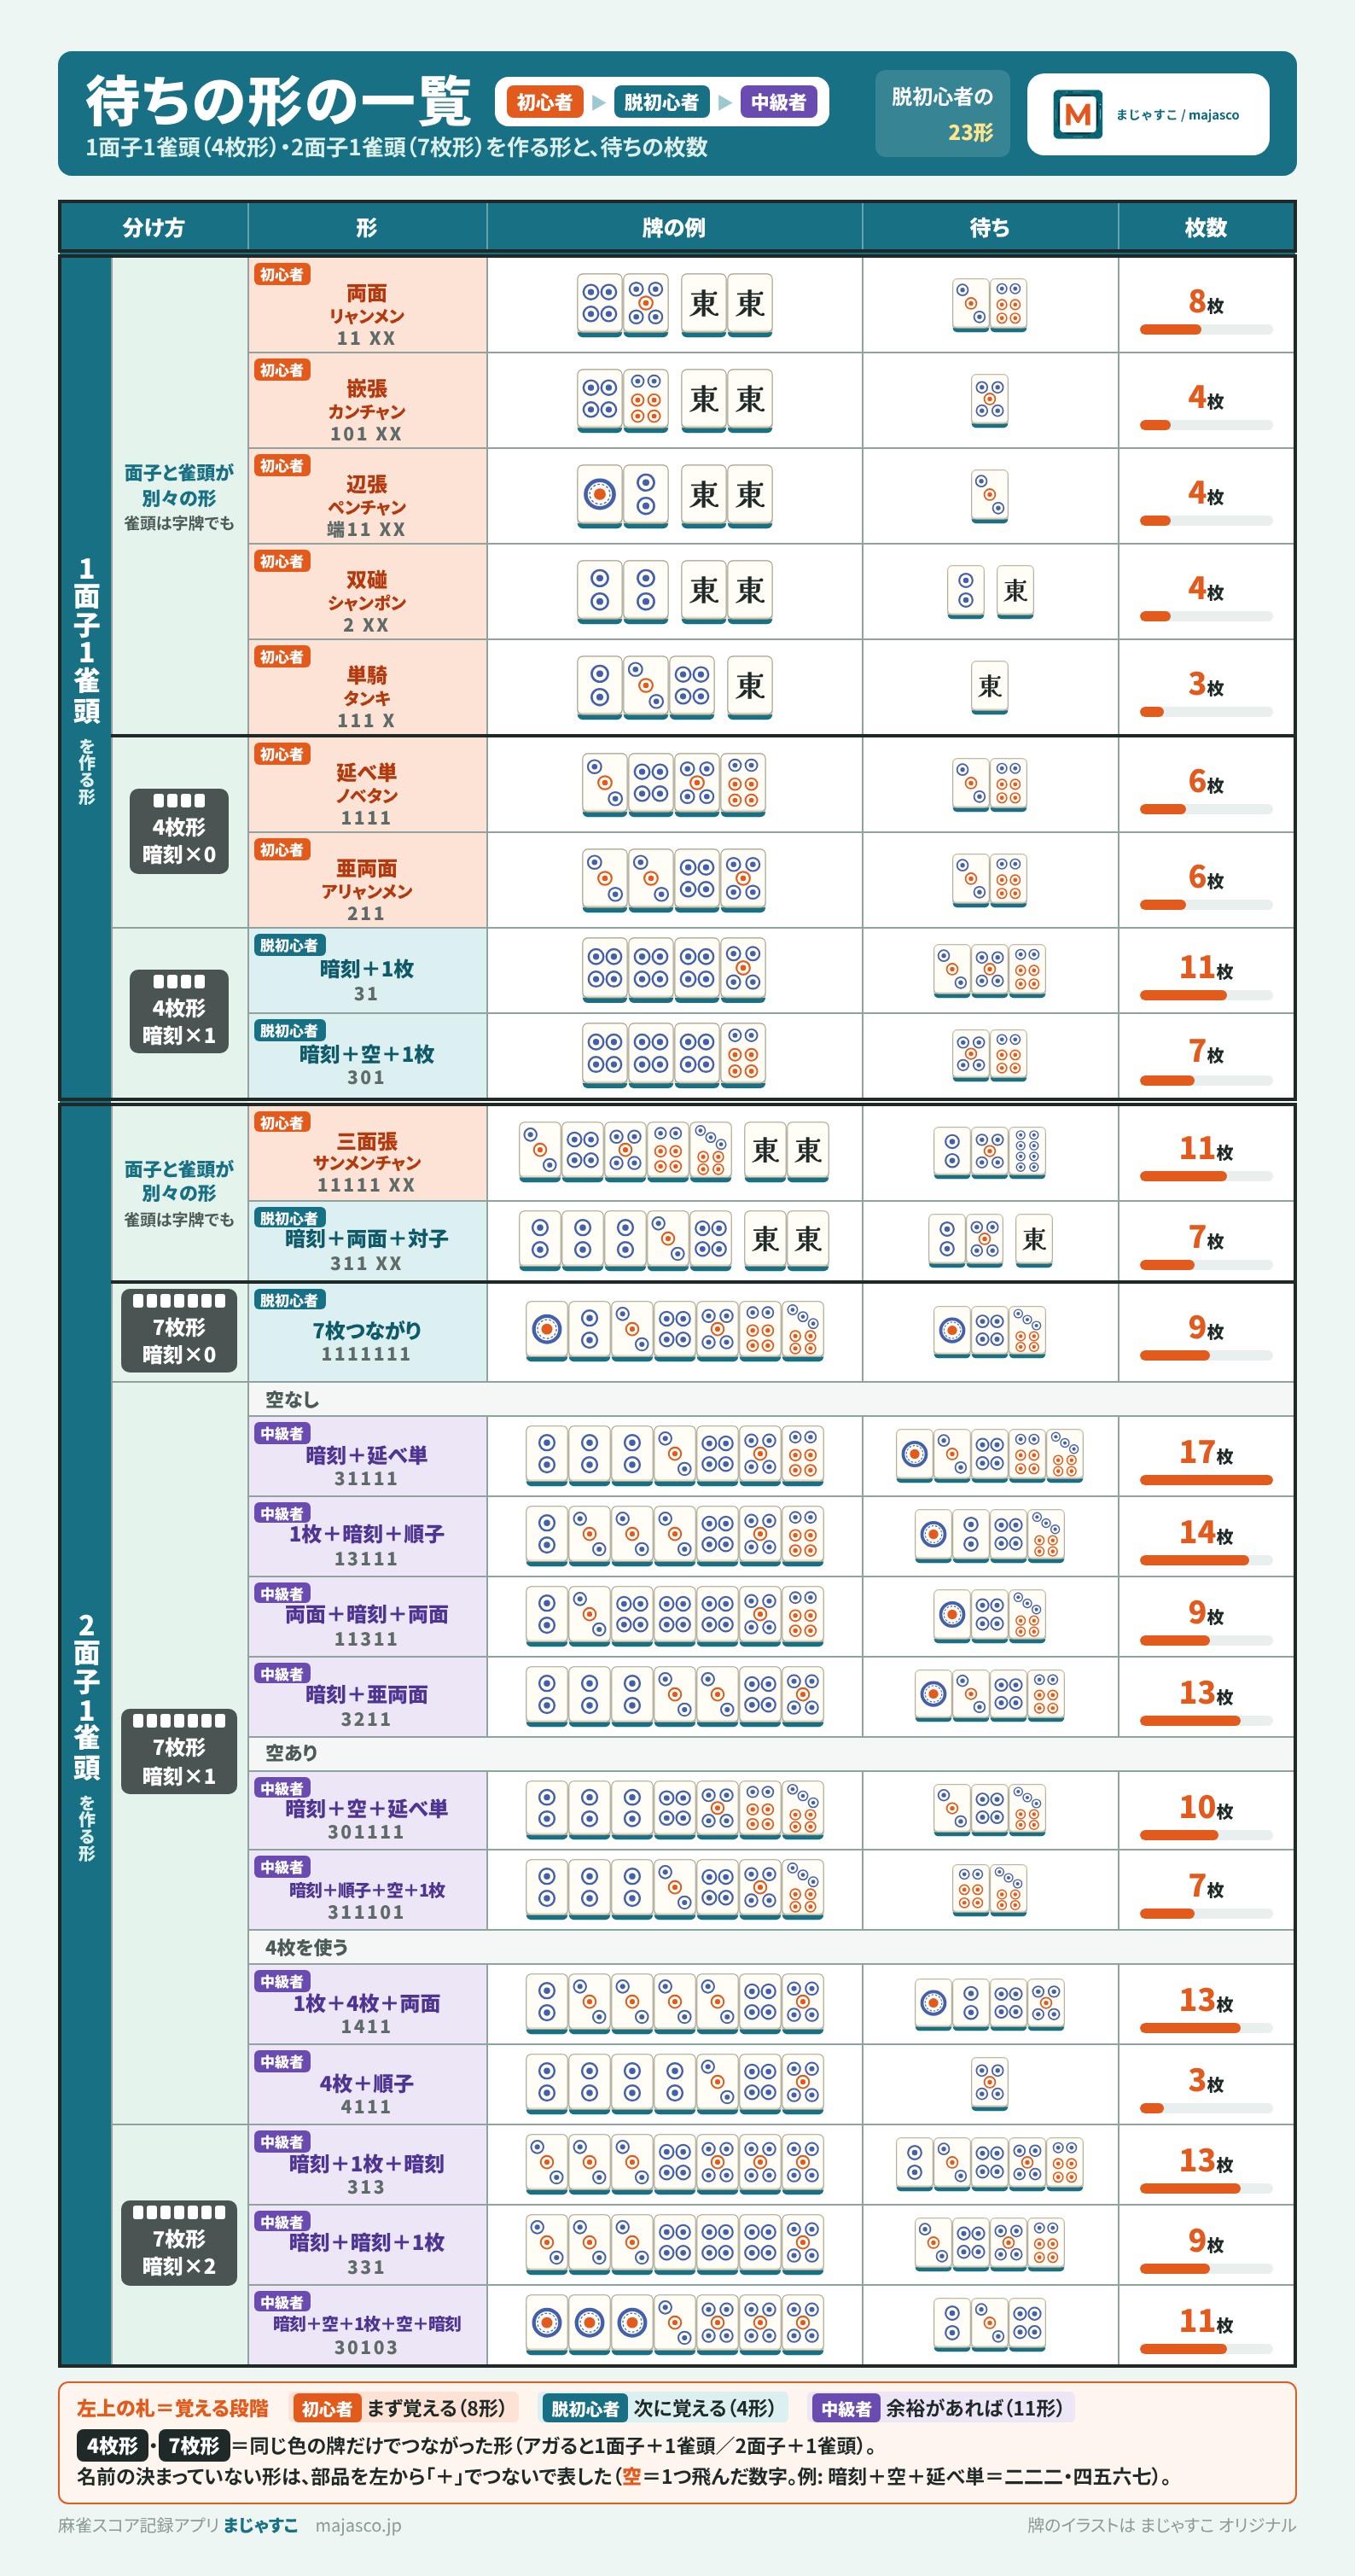 待ちの形の一覧
初心者 ▶ 脱初心者 ▶ 中級者
1面子1雀頭（4枚形）・2面子1雀頭（7枚形）を作る形と、待ちの枚数
脱初心者の
23形
M
まじゃすこ / majasco
分け方 形 牌の例 待ち 枚数
1面子1雀頭 を作る形
面子と雀頭が
別々の形
雀頭は字牌でも
初心者
両面
リャンメン
11 XX
東 東
8枚
初心者
嵌張
カンチャン
101 XX
東 東
4枚
初心者
辺張
ペンチャン
端11 XX
東 東
4枚
初心者
双碰
シャンポン
2 XX
東 東
東
4枚
初心者
単騎
タンキ
111 X
東
東
3枚
4枚形
暗刻×0
初心者
延べ単
ノベタン
1111
6枚
初心者
亜両面
アリャンメン
211
6枚
4枚形
暗刻×1
脱初心者
暗刻＋1枚
31
11枚
脱初心者
暗刻＋空＋1枚
301
7枚
2面子1雀頭 を作る形
面子と雀頭が
別々の形
雀頭は字牌でも
初心者
三面張
サンメンチャン
11111 XX
東 東
11枚
脱初心者
暗刻＋両面＋対子
311 XX
東 東
東
7枚
7枚形
暗刻×0
脱初心者
7枚つながり
1111111
9枚
7枚形
暗刻×1
空なし
中級者
暗刻＋延べ単
31111
17枚
中級者
1枚＋暗刻＋順子
13111
14枚
中級者
両面＋暗刻＋両面
11311
9枚
中級者
暗刻＋亜両面
3211
13枚
空あり
中級者
暗刻＋空＋延べ単
301111
10枚
中級者
暗刻＋順子＋空＋1枚
311101
7枚
4枚を使う
中級者
1枚＋4枚＋両面
1411
13枚
中級者
4枚＋順子
4111
3枚
7枚形
暗刻×2
中級者
暗刻＋1枚＋暗刻
313
13枚
中級者
暗刻＋暗刻＋1枚
331
9枚
中級者
暗刻＋空＋1枚＋空＋暗刻
30103
11枚
左上の札＝覚える段階 初心者 まず覚える（8形） 脱初心者 次に覚える（4形） 中級者 余裕があれば（11形）
4枚形・7枚形＝同じ色の牌だけでつながった形（アガると1面子＋1雀頭／2面子＋1雀頭）。
名前の決まっていない形は、部品を左から「＋」でつないで表した（空＝1つ飛んだ数字。例: 暗刻＋空＋延べ単＝二二二・四五六七）。
麻雀スコア記録アプリ まじゃすこ majasco.jp
牌のイラストは まじゃすこ オリジナル